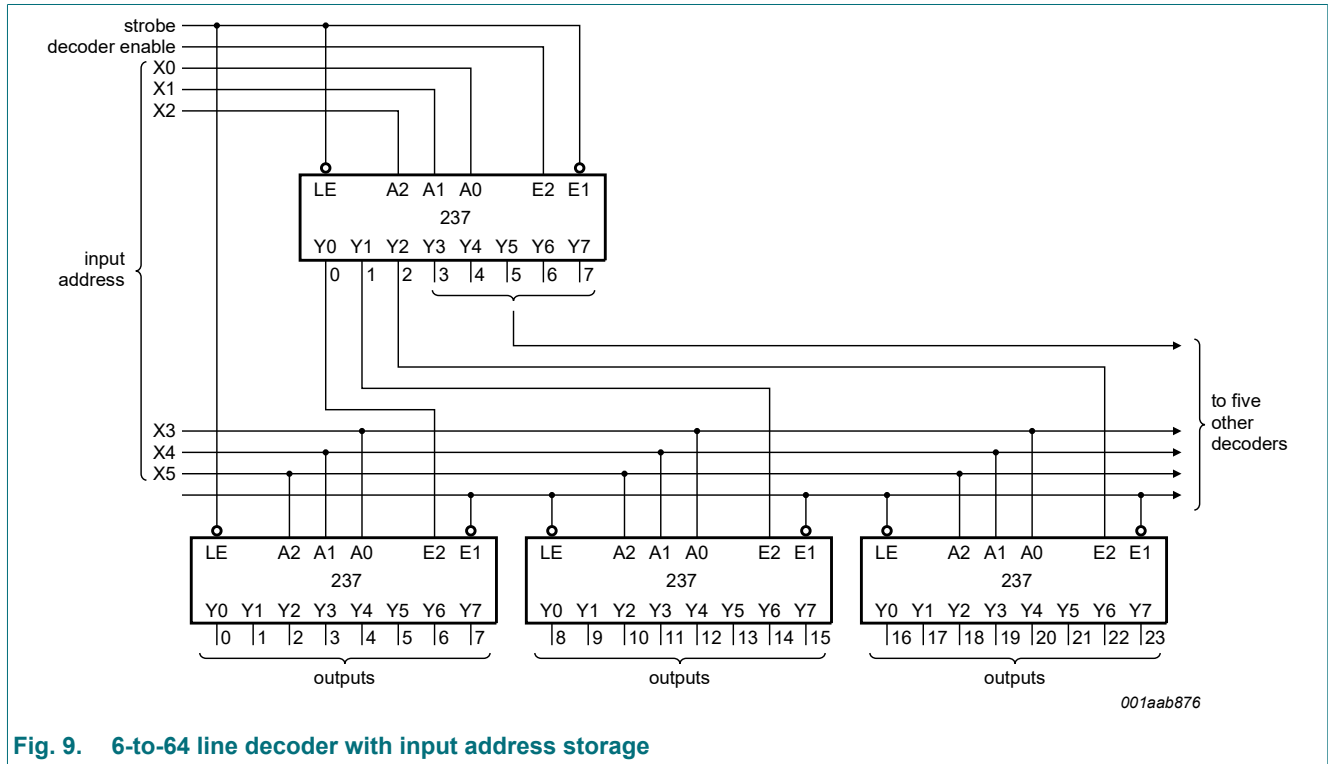 strobe
decoder enable
X0
X1
X2
LE A2 A1 A0 E2 E1
237
Y0 Y1 Y2 Y3 Y4 Y5 Y6 Y7
0 1 2 3 4 5 6 7
input
address
to five
other
decoders
X3
X4
X5
LE A2 A1 A0 E2 E1
237
Y0 Y1 Y2 Y3 Y4 Y5 Y6 Y7
0 1 2 3 4 5 6 7
outputs
LE A2 A1 A0 E2 E1
237
Y0 Y1 Y2 Y3 Y4 Y5 Y6 Y7
8 9 10 11 12 13 14 15
outputs
LE A2 A1 A0 E2 E1
237
Y0 Y1 Y2 Y3 Y4 Y5 Y6 Y7
16 17 18 19 20 21 22 23
outputs
001aab876
Fig. 9. 6-to-64 line decoder with input address storage